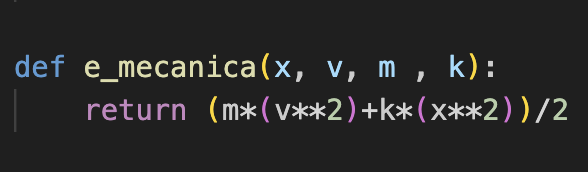 def e_mecanica(x, v, m , k):
    return (m*(v**2)+k*(x**2))/2